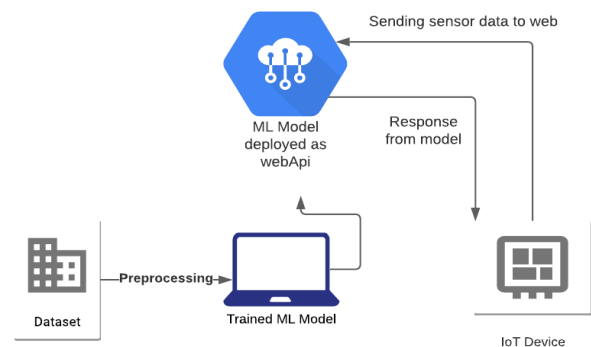 Sending sensor data to web
ML Model
deployed as
webApi
Response
from model
Preprocessing
Dataset
Trained ML Model
IoT Device